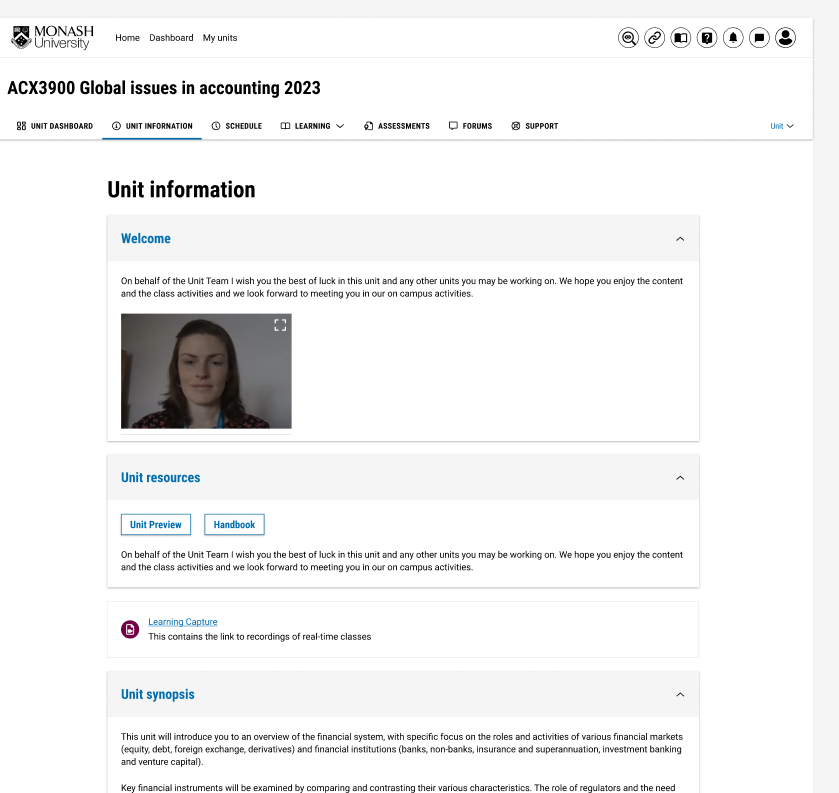 MONASH
University
Home Dashboard My units
ACX3900 Global issues in accounting 2023
UNIT DASHBOARD UNIT INFORMATION SCHEDULE LEARNING ASSESSMENTS FORUMS SUPPORT Unit
Unit information
Welcome
On behalf of the Unit Team I wish you the best of luck in this unit and any other units you may be working on. We hope you enjoy the content
and the class activities and we look forward to meeting you in our on campus activities.
Unit resources
Unit Preview Handbook
On behalf of the Unit Team I wish you the best of luck in this unit and any other units you may be working on. We hope you enjoy the content
and the class activities and we look forward to meeting you in our on campus activities.
Learning Capture
This contains the link to recordings of real-time classes
Unit synopsis
This unit will introduce you to an overview of the financial system, with specific focus on the roles and activities of various financial markets
(equity, debt, foreign exchange, derivatives) and financial institutions (banks, non-banks, insurance and superannuation, investment banking
and venture capital).
Key financial instruments will be examined by comparing and contrasting their various characteristics. The role of regulators and the need